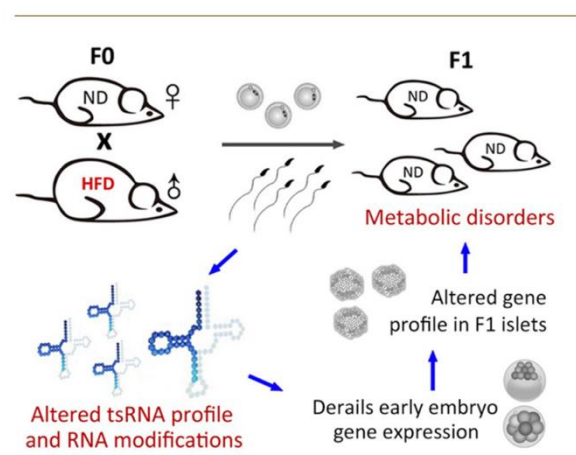 F0
F1
ND
♀
X
HFD
♂
ND
ND
ND
Metabolic disorders
Altered gene
profile in F1 islets
Altered tsRNA profile
and RNA modifications
Derails early embryo
gene expression